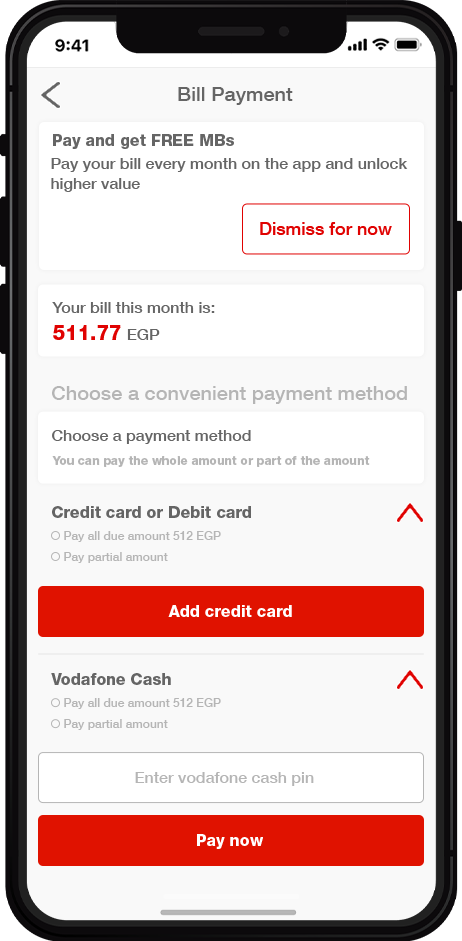 9:41
Bill Payment
Pay and get FREE MBs
Pay your bill every month on the app and unlock
higher value
Dismiss for now
Your bill this month is:
511.77 EGP
Choose a convenient payment method
Choose a payment method
You can pay the whole amount or part of the amount
Credit card or Debit card
Pay all due amount 512 EGP
Pay partial amount
Add credit card
Vodafone Cash
Pay all due amount 512 EGP
Pay partial amount
Enter vodafone cash pin
Pay now